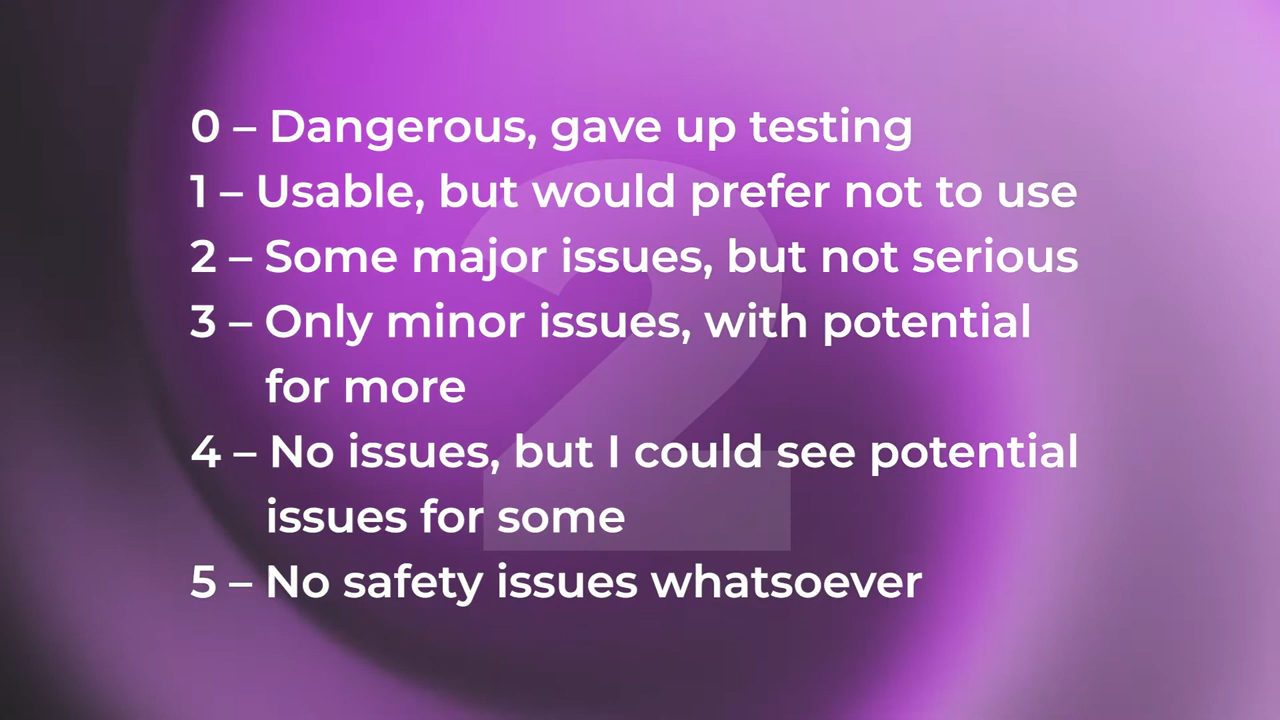 0 – Dangerous, gave up testing
1 – Usable, but would prefer not to use
2 – Some major issues, but not serious
3 – Only minor issues, with potential
for more
4 – No issues, but I could see potential
issues for some
5 – No safety issues whatsoever
2